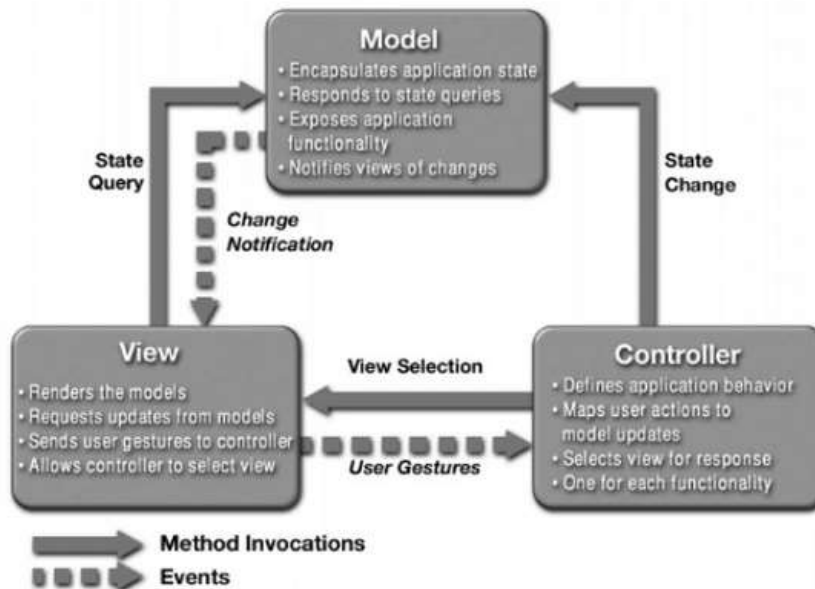 Model
• Encapsulates application state
• Responds to state queries
• Exposes application
functionality
• Notifies views of changes
State
Query
State
Change
Change
Notification
View
• Renders the models
• Requests updates from models
• Sends user gestures to controller
• Allows controller to select view
View Selection
User Gestures
Controller
• Defines application behavior
• Maps user actions to
model updates
• Selects view for response
• One for each functionality
Method Invocations
Events